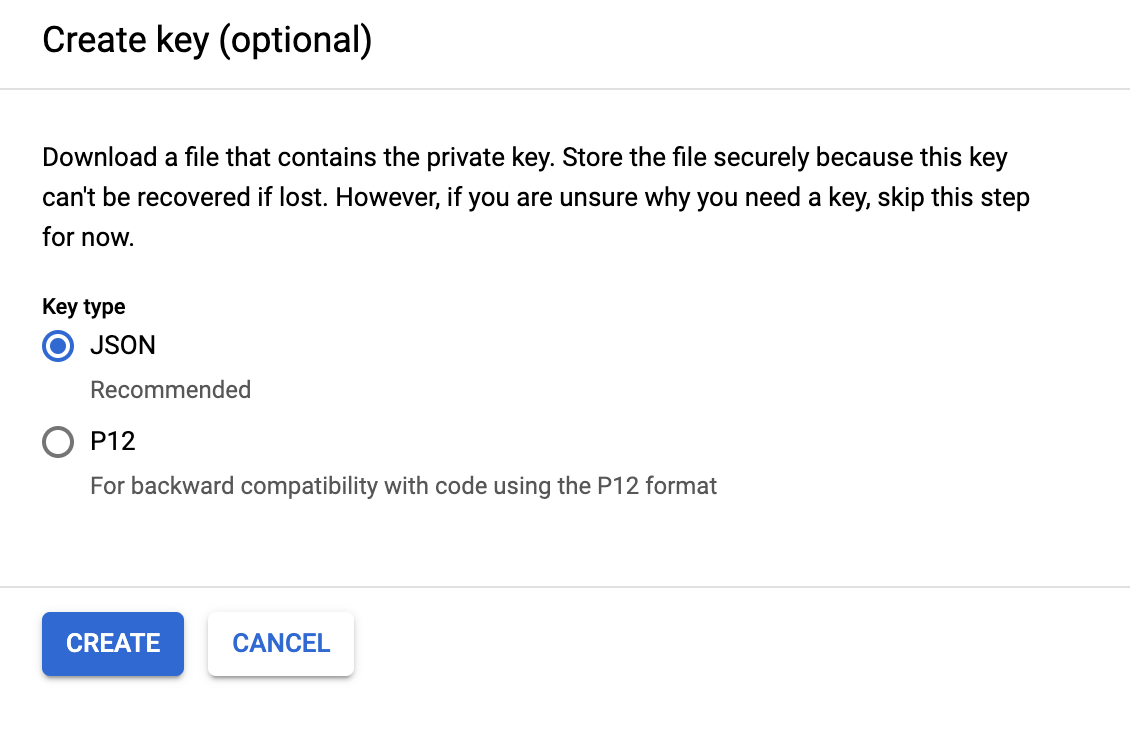 Create key (optional)
Download a file that contains the private key. Store the file securely because this key
can't be recovered if lost. However, if you are unsure why you need a key, skip this step
for now.
Key type
JSON
Recommended
P12
For backward compatibility with code using the P12 format
CREATE CANCEL